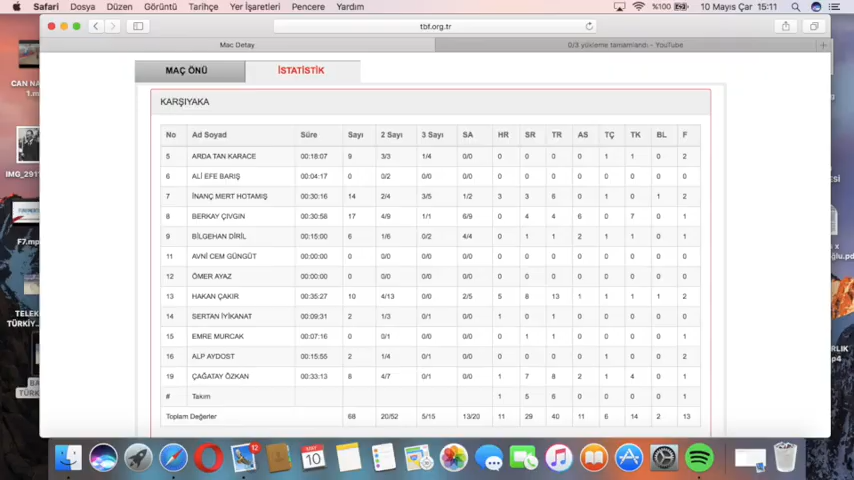 Safari Dosya Düzen Görüntü Tarihçe Yer İşaretleri Pencere Yardım %100 10 Mayıs Çar 15:11
tbf.org.tr
Mac Detay 0/3 yükleme tamamlandı - YouTube
MAÇ ÖNÜ İSTATİSTİK
KARŞIYAKA
No Ad Soyad Süre Sayı 2 Sayı 3 Sayı SA HR SR TR AS TÇ TK BL F
5 ARDA TAN KARACE 00:18:07 9 3/3 1/4 0/0 0 0 0 0 1 1 0 2
6 ALİ EFE BARIŞ 00:04:17 0 0/2 0/0 0/0 0 0 0 0 0 0 0 0
7 İNANÇ MERT HOTAMIŞ 00:30:16 14 2/4 3/5 1/2 3 3 6 0 1 0 1 2
8 BERKAY ÇIVGIN 00:30:58 17 4/9 1/1 6/9 0 4 4 6 0 7 0 1
9 BİLGEHAN DİRİL 00:15:00 6 1/6 0/2 4/4 0 1 1 2 1 1 0 1
11 AVNİ CEM GÜNGÜT 00:00:00 0 0/0 0/0 0/0 0 0 0 0 0 0 0 0
12 ÖMER AYAZ 00:00:00 0 0/0 0/0 0/0 0 0 0 0 0 0 0 0
13 HAKAN ÇAKIR 00:35:27 10 4/13 0/0 2/5 5 8 13 1 1 1 1 2
14 SERTAN İYİKANAT 00:09:31 2 1/3 0/1 0/0 1 0 1 0 0 0 0 0
15 EMRE MURCAK 00:07:16 0 0/1 0/0 0/0 0 1 1 0 0 0 0 1
16 ALP AYDOST 00:15:55 2 1/4 0/1 0/0 0 0 0 0 1 0 0 2
19 ÇAĞATAY ÖZKAN 00:33:13 8 4/7 0/1 0/0 1 7 8 2 1 4 0 1
# Takım 1 5 6 0 0 0 1
Toplam Değerler 68 20/52 5/15 13/20 11 29 40 11 6 14 2 13
CAN NA
F7.mp
TELEK
TÜRKİY...
10
12